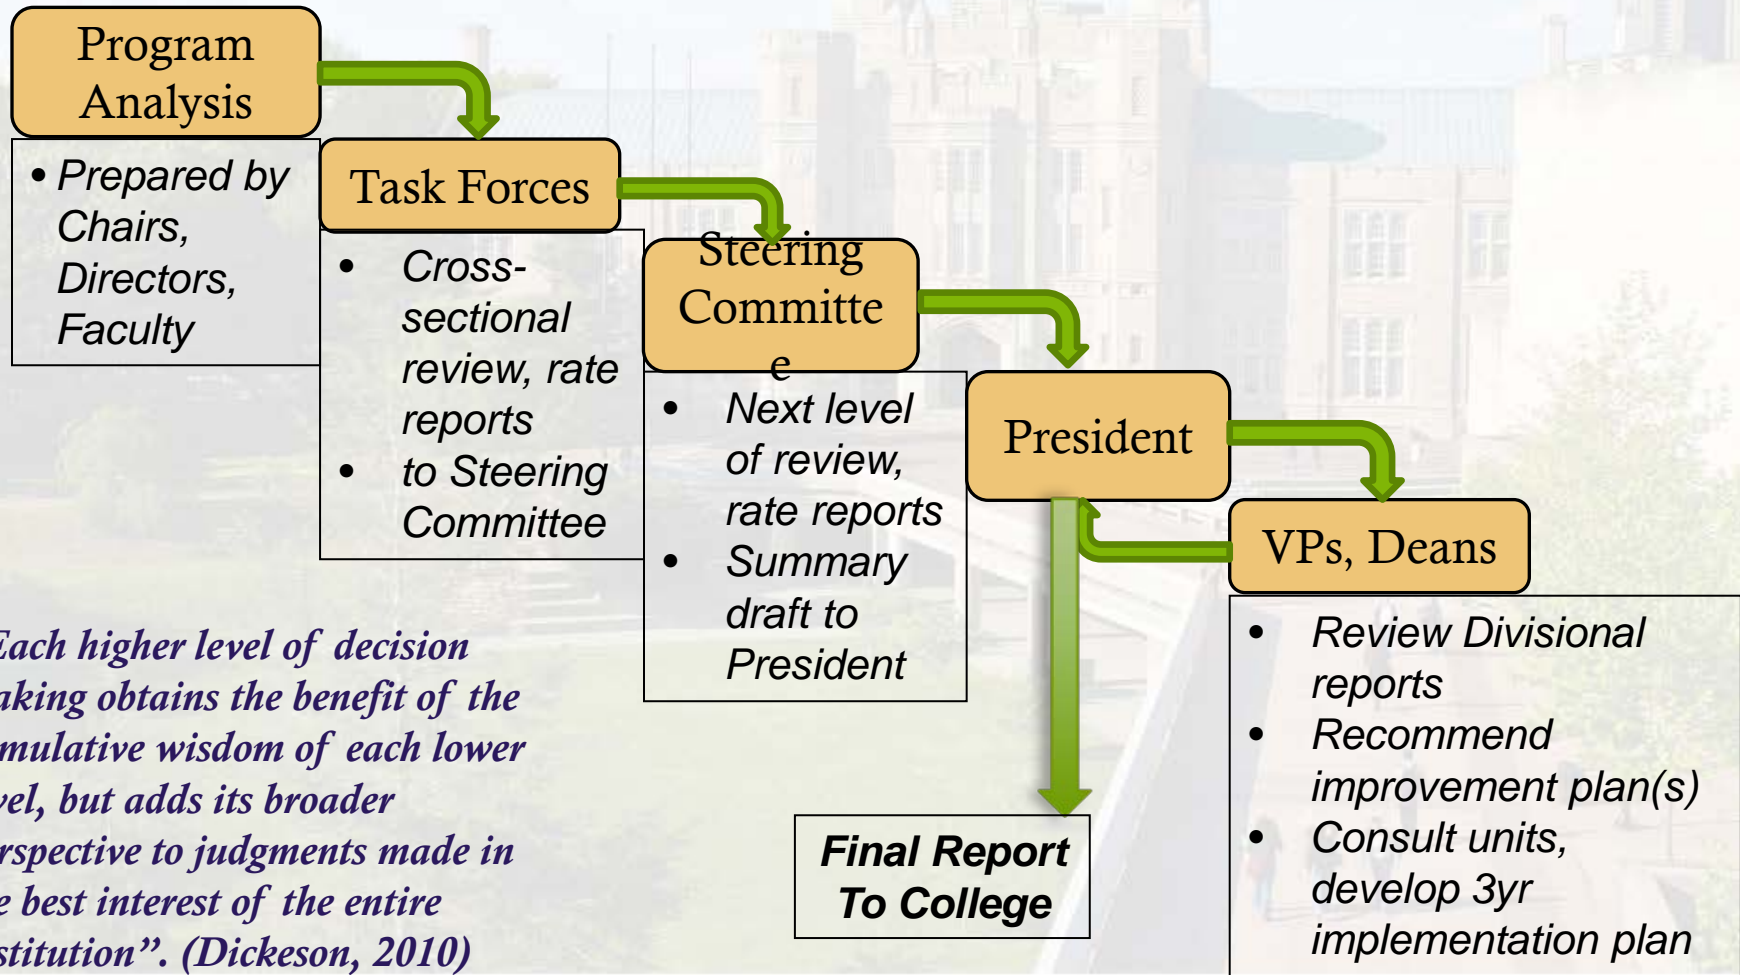 Program
Analysis
• Prepared by
Chairs,
Directors,
Faculty
Task Forces
• Cross-
sectional
review, rate
reports
• to Steering
Committee
Steering
Committe
e
• Next level
of review,
rate reports
• Summary
draft to
President
President
VPs, Deans
• Review Divisional
reports
• Recommend
improvement plan(s)
• Consult units,
develop 3yr
implementation plan
Final Report
To College
Each higher level of decision
aking obtains the benefit of the
mulative wisdom of each lower
vel, but adds its broader
rspective to judgments made in
e best interest of the entire
stitution”. (Dickeson, 2010)